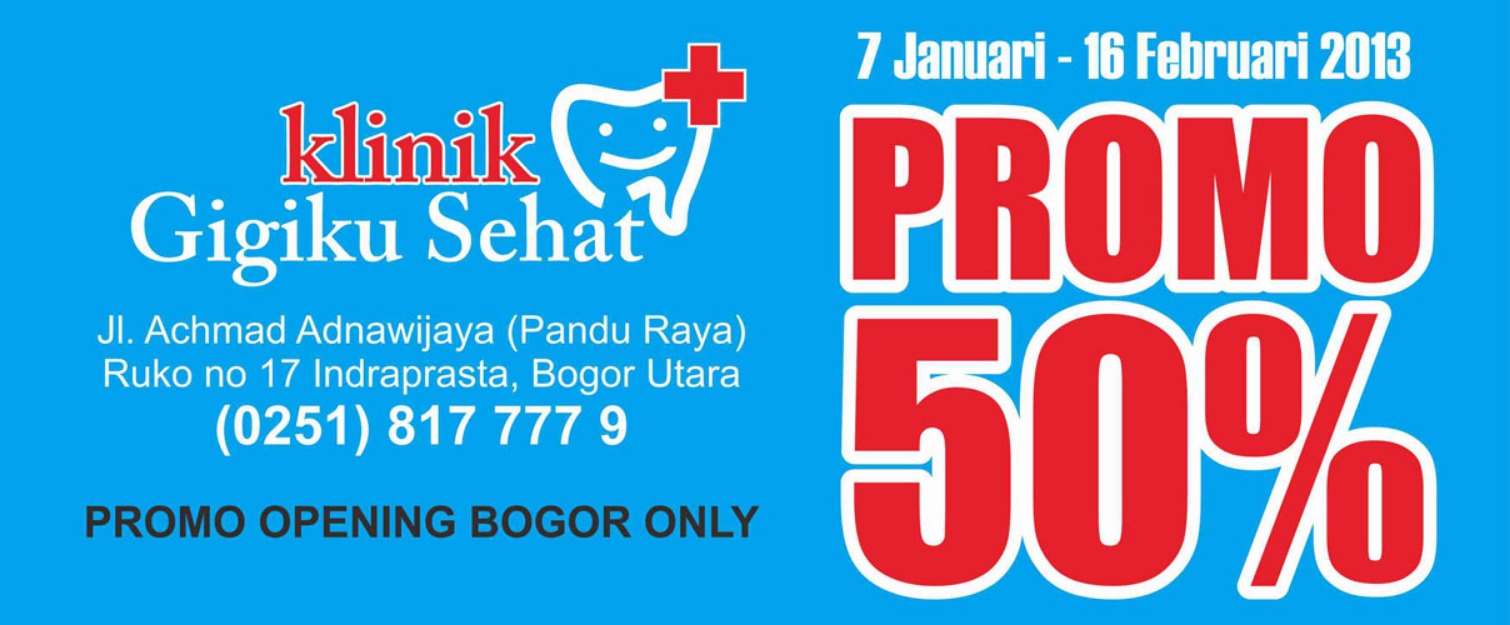 klinik
Gigiku Sehat
Jl. Achmad Adnawijaya (Pandu Raya)
Ruko no 17 Indraprasta, Bogor Utara
(0251) 817 777 9
PROMO OPENING BOGOR ONLY
7 Januari - 16 Februari 2013
PROMO
50%